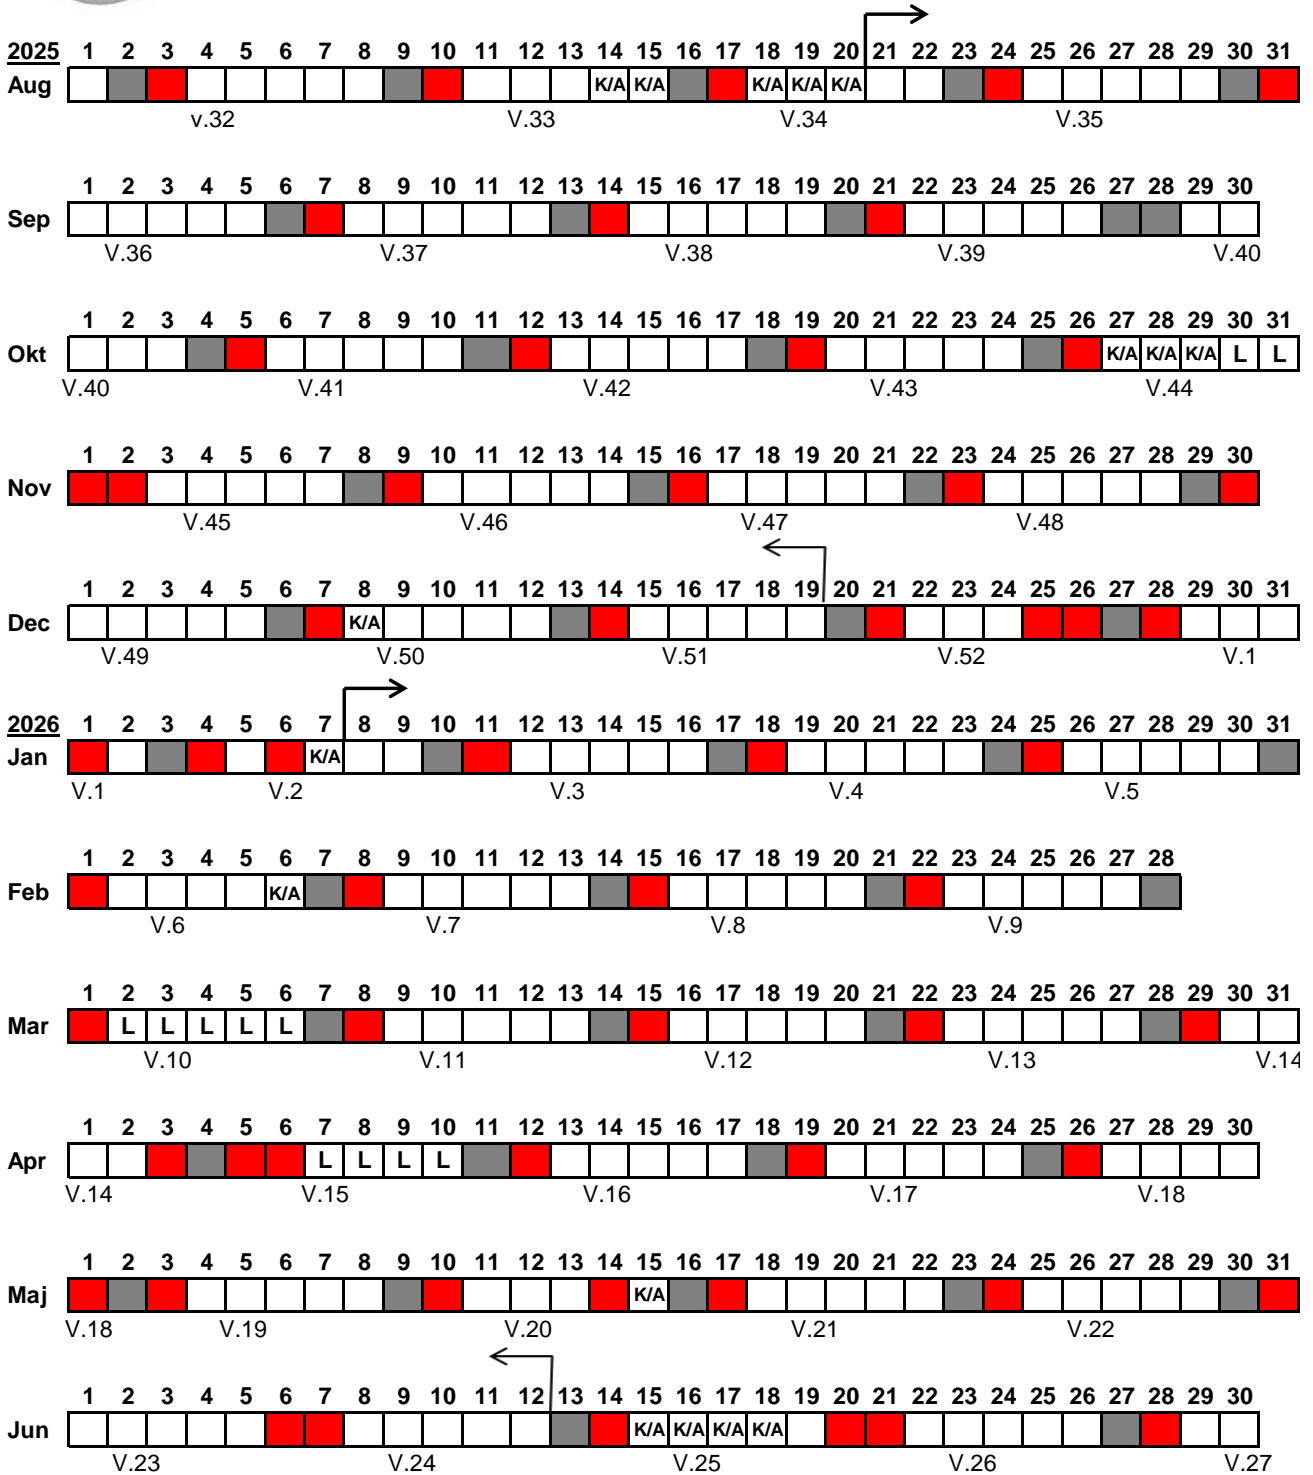 2025 1 2 3 4 5 6 7 8 9 10 11 12 13 14 15 16 17 18 19 20 21 22 23 24 25 26 27 28 29 30 31
Aug K/A K/A K/A K/A K/A
v.32 V.33 V.34 V.35
1 2 3 4 5 6 7 8 9 10 11 12 13 14 15 16 17 18 19 20 21 22 23 24 25 26 27 28 29 30
Sep
V.36 V.37 V.38 V.39 V.40
1 2 3 4 5 6 7 8 9 10 11 12 13 14 15 16 17 18 19 20 21 22 23 24 25 26 27 28 29 30 31
Okt K/A K/A K/A L L
V.40 V.41 V.42 V.43 V.44
1 2 3 4 5 6 7 8 9 10 11 12 13 14 15 16 17 18 19 20 21 22 23 24 25 26 27 28 29 30
Nov
V.45 V.46 V.47 V.48
1 2 3 4 5 6 7 8 9 10 11 12 13 14 15 16 17 18 19 20 21 22 23 24 25 26 27 28 29 30 31
Dec K/A
V.49 V.50 V.51 V.52 V.1
2026 1 2 3 4 5 6 7 8 9 10 11 12 13 14 15 16 17 18 19 20 21 22 23 24 25 26 27 28 29 30 31
Jan K/A
V.1 V.2 V.3 V.4 V.5
1 2 3 4 5 6 7 8 9 10 11 12 13 14 15 16 17 18 19 20 21 22 23 24 25 26 27 28
Feb K/A
V.6 V.7 V.8 V.9
1 2 3 4 5 6 7 8 9 10 11 12 13 14 15 16 17 18 19 20 21 22 23 24 25 26 27 28 29 30 31
Mar L L L L L
V.10 V.11 V.12 V.13 V.14
1 2 3 4 5 6 7 8 9 10 11 12 13 14 15 16 17 18 19 20 21 22 23 24 25 26 27 28 29 30
Apr L L L L
V.14 V.15 V.16 V.17 V.18
1 2 3 4 5 6 7 8 9 10 11 12 13 14 15 16 17 18 19 20 21 22 23 24 25 26 27 28 29 30 31
Maj K/A
V.18 V.19 V.20 V.21 V.22
1 2 3 4 5 6 7 8 9 10 11 12 13 14 15 16 17 18 19 20 21 22 23 24 25 26 27 28 29 30
Jun K/A K/A K/A K/A
V.23 V.24 V.25 V.26 V.27